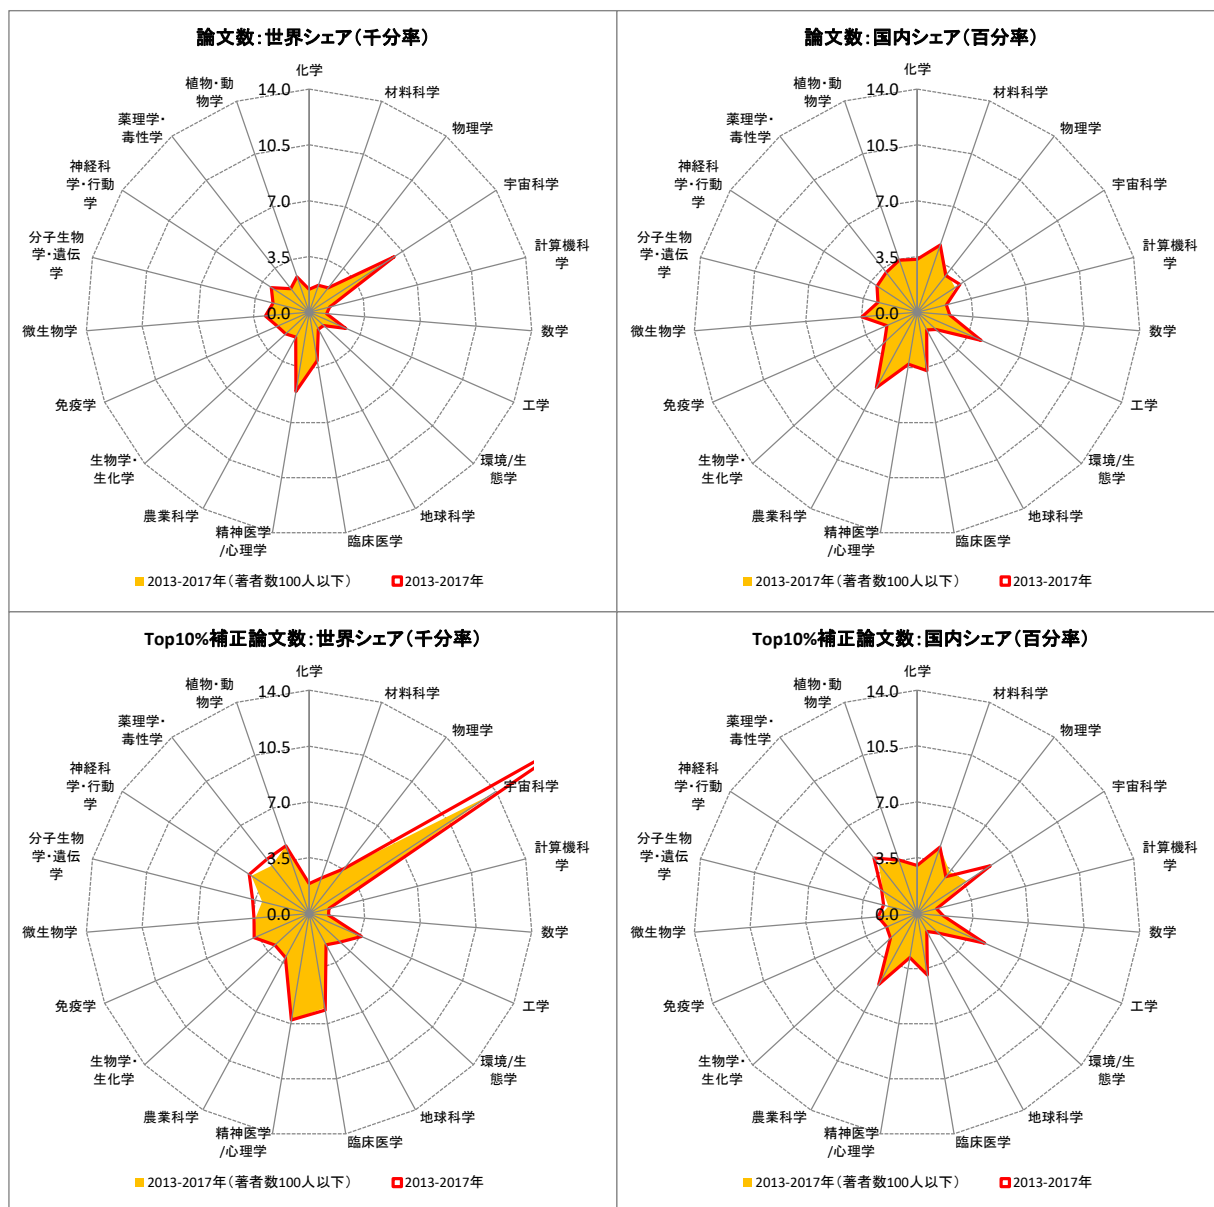 論文数:世界シェア(千分率)
化学
材料科学
物理学
宇宙科学
計算機科
学
数学
工学
環境/生
態学
地球科学
臨床医学
精神医学
/心理学
農業科学
生物学・
生化学
免疫学
微生物学
分子生物
学・遺伝
学
神経科
学・行動
学
薬理学・
毒性学
植物・動
物学
14.0
10.5
7.0
3.5
0.0
2013-2017年(著者数100人以下)
2013-2017年
論文数:国内シェア(百分率)
化学
材料科学
物理学
宇宙科学
計算機科
学
数学
工学
環境/生
態学
地球科学
臨床医学
精神医学
/心理学
農業科学
生物学・
生化学
免疫学
微生物学
分子生物
学・遺伝
学
神経科
学・行動
学
薬理学・
毒性学
植物・動
物学
14.0
10.5
7.0
3.5
0.0
2013-2017年(著者数100人以下)
2013-2017年
Top10%補正論文数:世界シェア(千分率)
化学
材料科学
物理学
宇宙科学
計算機科
学
数学
工学
環境/生
態学
地球科学
臨床医学
精神医学
/心理学
農業科学
生物学・
生化学
免疫学
微生物学
分子生物
学・遺伝
学
神経科
学・行動
学
薬理学・
毒性学
植物・動
物学
14.0
10.5
7.0
3.5
0.0
2013-2017年(著者数100人以下)
2013-2017年
Top10%補正論文数:国内シェア(百分率)
化学
材料科学
物理学
宇宙科学
計算機科
学
数学
工学
環境/生
態学
地球科学
臨床医学
精神医学
/心理学
農業科学
生物学・
生化学
免疫学
微生物学
分子生物
学・遺伝
学
神経科
学・行動
学
薬理学・
毒性学
植物・動
物学
14.0
10.5
7.0
3.5
0.0
2013-2017年(著者数100人以下)
2013-2017年